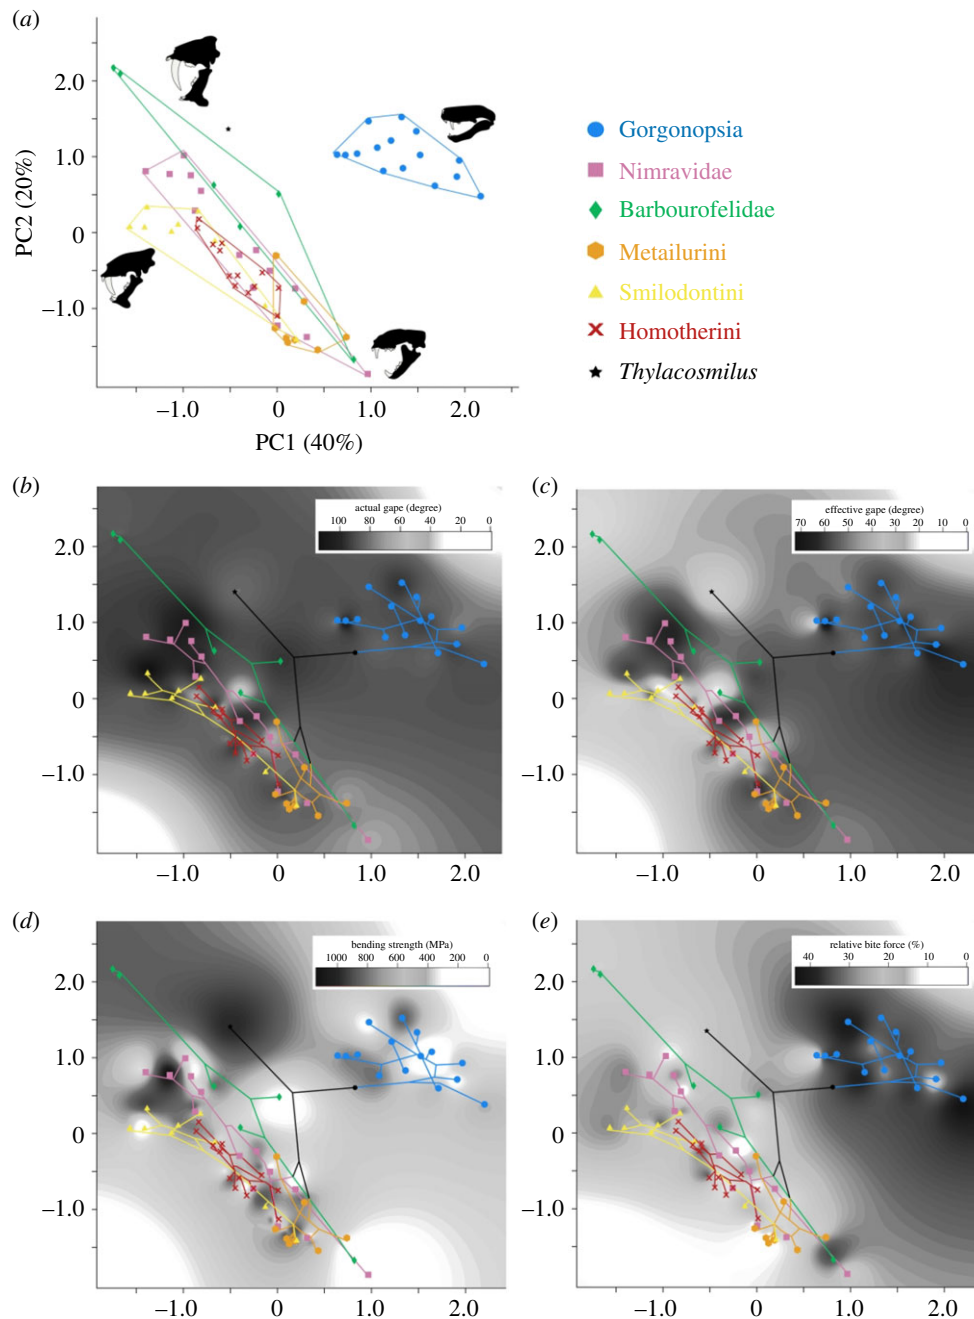 (a)
2.0
1.0
0
–1.0
PC2 (20%)
–1.0 0 1.0 2.0
PC1 (40%)
Gorgonopsia
Nimravidae
Barbourofelidae
Metailurini
Smilodontini
Homotherini
Thylacosmilus
(b)
actual gape (degree)
100 80 60 40 20 0
2.0
1.0
0
–1.0
–1.0 0 1.0 2.0
(c)
effective gape (degree)
70 60 50 40 30 20 10 0
2.0
1.0
0
–1.0
–1.0 0 1.0 2.0
(d)
bending strength (MPa)
1000 800 600 400 200 0
2.0
1.0
0
–1.0
–1.0 0 1.0 2.0
(e)
relative bite force (%)
40 30 20 10 0
2.0
1.0
0
–1.0
–1.0 0 1.0 2.0